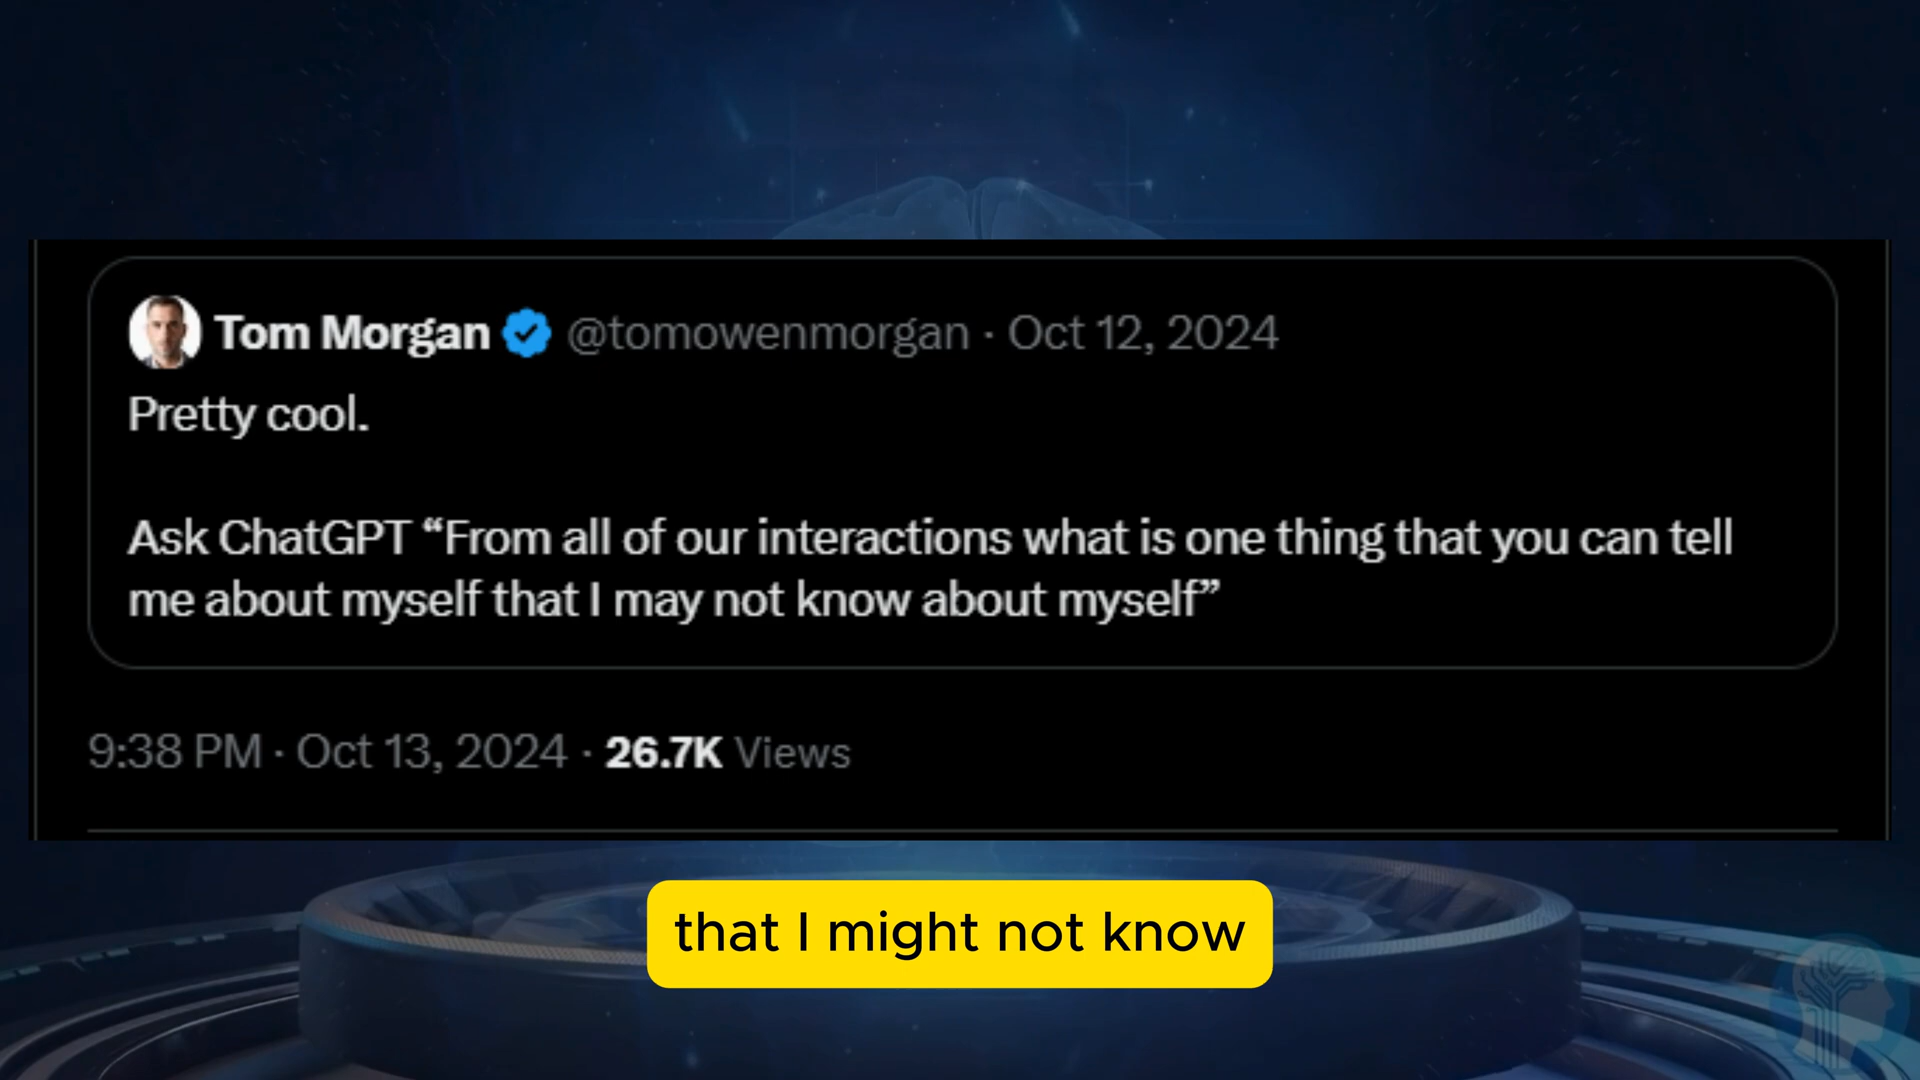 Tom Morgan @tomowenmorgan · Oct 12, 2024
Pretty cool.
Ask ChatGPT “From all of our interactions what is one thing that you can tell
me about myself that I may not know about myself”
9:38 PM · Oct 13, 2024 · 26.7K Views
that I might not know